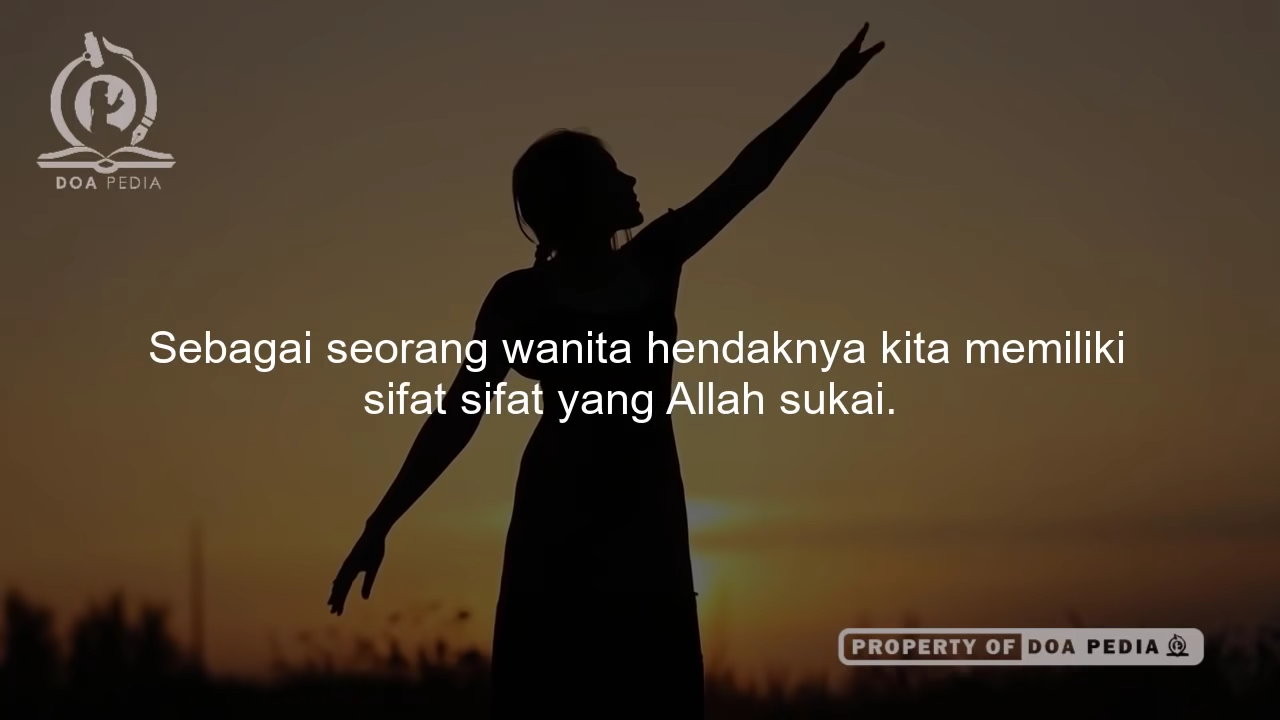 DOA PEDIA
Sebagai seorang wanita hendaknya kita memiliki
sifat sifat yang Allah sukai.
PROPERTY OF DOA PEDIA